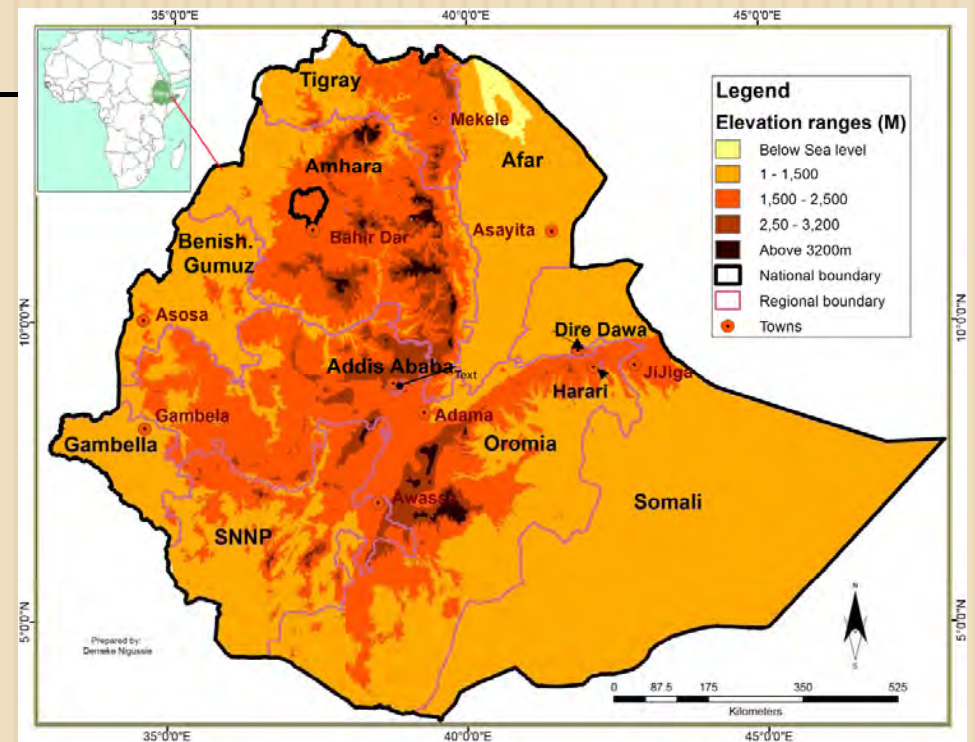 35°0'0"E 40°0'0"E 45°0'0"E
Tigray
Mekele
Amhara
Afar
Bahir Dar
Asayita
Benish.
Gumuz
Asosa
Dire Dawa
Addis Ababa
Text
JiJiga
Harari
Gambela
Adama
Gambella
Oromia
Awassa
Somali
SNNP
Legend
Elevation ranges (M)
Below Sea level
1 - 1,500
1,500 - 2,500
2,50 - 3,200
Above 3200m
National boundary
Regional boundary
Towns
10°0'0"N
10°0'0"N
5°0'0"N
5°0'0"N
Prepared by:
Demeke Nigussie
N
S
0 87.5 175 350 525
Kilometers
35°0'0"E 40°0'0"E 45°0'0"E